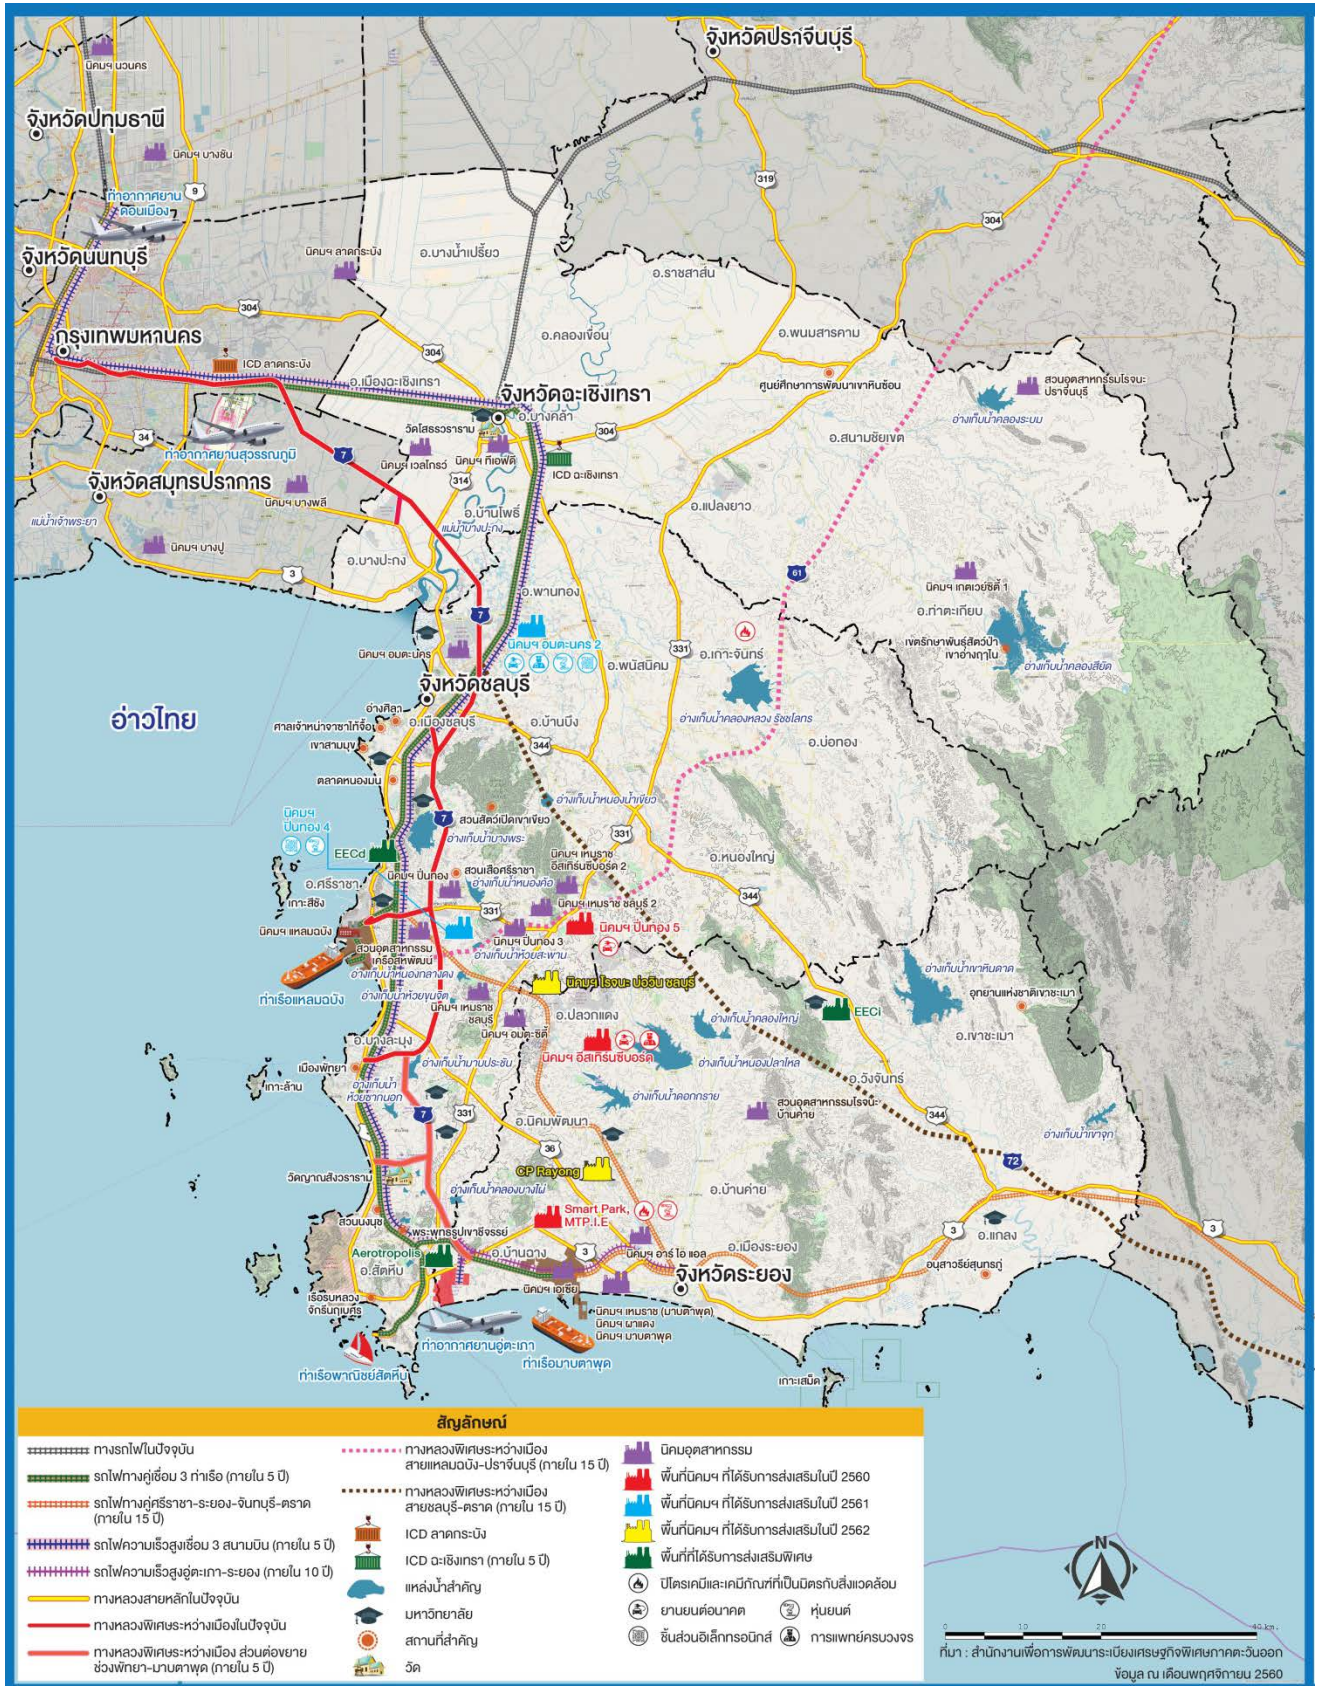 จังหวัดปราจีนบุรี
นิคมฯ นวนคร
จังหวัดปทุมธานี
นิคมฯ บางชัน
319
9
ท่าอากาศยาน
ดอนเมือง
304
จังหวัดนนทบุรี
นิคมฯ ลาดกระบัง
อ.บางน้ำเปรี้ยว
อ.ราชสาส์น
304
อ.คลองเขื่อน
อ.พนมสารคาม
กรุงเทพมหานคร
304
ICD ลาดกระบัง
อ.เมืองฉะเชิงเทรา
ศูนย์ศึกษาการพัฒนาเขาหินซ้อน
สวนอุตสาหกรรมโรจนะ
ปราจีนบุรี
จังหวัดฉะเชิงเทรา
อ.บางคล้า
อ่างเก็บน้ำคลองระบม
วัดโสธรวราราม
304
34
ท่าอากาศยานสุวรรณภูมิ
7
นิคมฯ เวลโกรว์
นิคมฯ ทีเอฟดี
ICD ฉะเชิงเทรา
อ.สนามชัยเขต
จังหวัดสมุทรปราการ
นิคมฯ บางพลี
314
อ.แปลงยาว
แม่น้ำเจ้าพระยา
อ.บ้านโพธิ์
แม่น้ำบางปะกง
นิคมฯ บางปู
อ.บางปะกง
3
61
อ.พานทอง
นิคมฯ เกตเวย์ซิตี้ 1
7
อ.ท่าตะเกียบ
นิคมฯ อมตะนคร 2
331
อ.เกาะจันทร์
เขตรักษาพันธุ์สัตว์ป่า
เขาอ่างฤาไน
นิคมฯ อมตะนคร
อ.พนัสนิคม
อ่างเก็บน้ำคลองสียัด
จังหวัดชลบุรี
อ่าวไทย
อ่างศิลา
อ.เมืองชลบุรี
อ.บ้านบึง
อ่างเก็บน้ำคลองหลวง รัชชโลทร
ศาลเจ้าหน่าจาซาไท้จื้อ
เขาสามมุข
344
อ.บ่อทอง
ตลาดหนองมน
อ่างเก็บน้ำหนองน้ำเขียว
นิคมฯ
ปิ่นทอง 4
7
สวนสัตว์เปิดเขาเขียว
อ่างเก็บน้ำบางพระ
331
EECd
นิคมฯ เหมราช
อีสเทิร์นซีบอร์ด 2
อ.หนองใหญ่
นิคมฯ ปิ่นทอง
สวนเสือศรีราชา
อ.ศรีราชา
อ่างเก็บน้ำหนองค้อ
เกาะสีชัง
นิคมฯ เหมราช ชลบุรี 2
344
331
นิคมฯ แหลมฉบัง
นิคมฯ ปิ่นทอง 5
สวนอุตสาหกรรม
เครือสหพัฒน์
นิคมฯ ปิ่นทอง 3
อ่างเก็บน้ำห้วยสะพาน
อ่างเก็บน้ำหนองกลางดง
อ่างเก็บน้ำเขาหินดาด
ท่าเรือแหลมฉบัง
อ่างเก็บน้ำห้วยขุนจิต
นิคมฯ โรจนะ บ่อวิน ชลบุรี
อุทยานแห่งชาติเขาชะเมา
นิคมฯ เหมราช
ชลบุรี
อ.ปลวกแดง
อ่างเก็บน้ำคลองใหญ่
EECi
นิคมฯ อมตะซิตี้
อ.บางละมุง
อ.เขาชะเมา
นิคมฯ อีสเทิร์นซีบอร์ด
เมืองพัทยา
อ่างเก็บน้ำมาบประชัน
อ่างเก็บน้ำหนองปลาไหล
เกาะล้าน
อ่างเก็บน้ำ
ห้วยซากนอก
อ.วังจันทร์
อ่างเก็บน้ำดอกกราย
สวนอุตสาหกรรมโรจนะ
บ้านค่าย
7
331
อ.นิคมพัฒนา
344
อ่างเก็บน้ำเขาจุก
36
72
วัดญาณสังวราราม
CP Rayong
อ่างเก็บน้ำคลองบางไผ่
อ.บ้านค่าย
สวนนงนุช
Smart Park,
MTP.I.E
พระพุทธรูปเขาชีจรรย์
3
อ.แกลง
3
Aerotropolis
อ.บ้านฉาง
3
นิคมฯ อาร์ ไอ แอล
อ.เมืองระยอง
อ.สัตหีบ
จังหวัดระยอง
อนุสาวรีย์สุนทรภู่
นิคมฯ เอเซีย
เรือรบหลวง
จักรีนฤเบศร
นิคมฯ เหมราช (มาบตาพุด)
นิคมฯ ผาแดง
นิคมฯ มาบตาพุด
ท่าอากาศยานอู่ตะเภา
ท่าเรือมาบตาพุด
ท่าเรือพาณิชย์สัตหีบ
เกาะเสม็ด
สัญลักษณ์
ทางรถไฟในปัจจุบัน
รถไฟทางคู่เชื่อม 3 ท่าเรือ (ภายใน 5 ปี)
รถไฟทางคู่ศรีราชา-ระยอง-จันทบุรี-ตราด
(ภายใน 15 ปี)
รถไฟความเร็วสูงเชื่อม 3 สนามบิน (ภายใน 5 ปี)
รถไฟความเร็วสูงอู่ตะเภา-ระยอง (ภายใน 10 ปี)
ทางหลวงสายหลักในปัจจุบัน
ทางหลวงพิเศษระหว่างเมืองในปัจจุบัน
ทางหลวงพิเศษระหว่างเมือง ส่วนต่อขยาย
ช่วงพัทยา-มาบตาพุด (ภายใน 5 ปี)
ทางหลวงพิเศษระหว่างเมือง
สายแหลมฉบัง-ปราจีนบุรี (ภายใน 15 ปี)
ทางหลวงพิเศษระหว่างเมือง
สายชลบุรี-ตราด (ภายใน 15 ปี)
ICD ลาดกระบัง
ICD ฉะเชิงเทรา (ภายใน 5 ปี)
แหล่งน้ำสำคัญ
มหาวิทยาลัย
สถานที่สำคัญ
วัด
นิคมอุตสาหกรรม
พื้นที่นิคมฯ ที่ได้รับการส่งเสริมในปี 2560
พื้นที่นิคมฯ ที่ได้รับการส่งเสริมในปี 2561
พื้นที่นิคมฯ ที่ได้รับการส่งเสริมในปี 2562
พื้นที่ที่ได้รับการส่งเสริมพิเศษ
ปิโตรเคมีและเคมีภัณฑ์ที่เป็นมิตรกับสิ่งแวดล้อม
ยานยนต์อนาคต
หุ่นยนต์
ชิ้นส่วนอิเล็กทรอนิกส์
การแพทย์ครบวงจร
N
0 10 20 40 km.
ที่มา : สำนักงานเพื่อการพัฒนาระเบียงเศรษฐกิจพิเศษภาคตะวันออก
ข้อมูล ณ เดือนพฤศจิกายน 2560